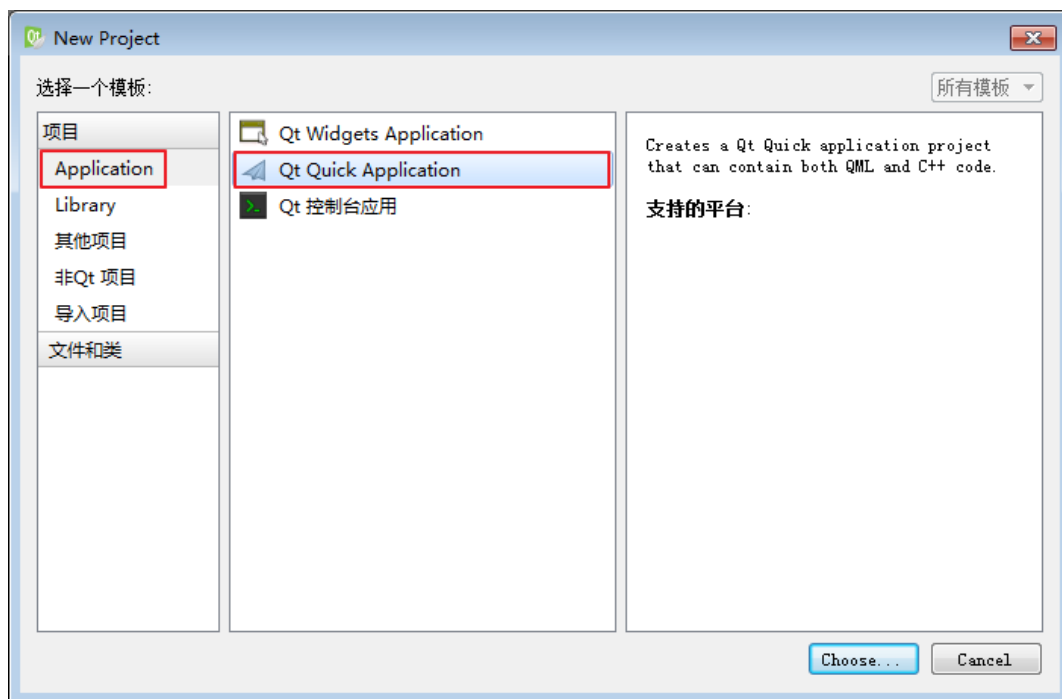 New Project
选择一个模板:
所有模板
项目
Application
Library
其他项目
非Qt 项目
导入项目
文件和类
Qt Widgets Application
Qt Quick Application
Qt 控制台应用
Creates a Qt Quick application project
that can contain both QML and C++ code.
支持的平台:
Choose...
Cancel